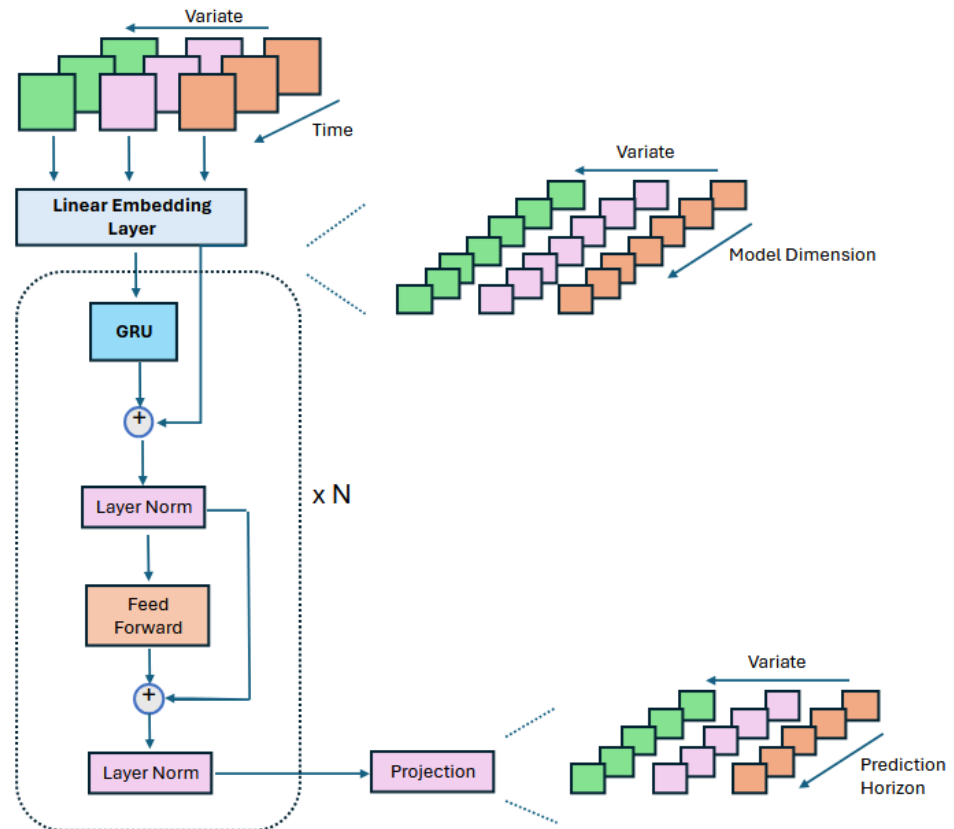 Variate
Time
Linear Embedding
Layer
Variate
Model Dimension
GRU
+
Layer Norm
x N
Feed
Forward
+
Layer Norm
Projection
Variate
Prediction
Horizon